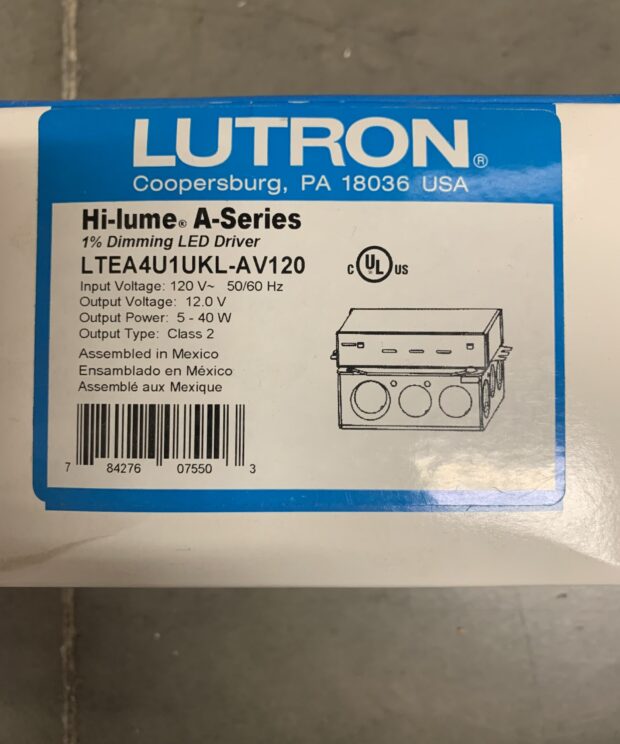 LUTRON®
Coopersburg, PA 18036 USA
Hi-lume® A-Series
1% Dimming LED Driver
LTEA4U1UKL-AV120
Input Voltage: 120 V~ 50/60 Hz
Output Voltage: 12.0 V
Output Power: 5 - 40 W
Output Type: Class 2
c UL US
Assembled in Mexico
Ensamblado en México
Assemblé aux Mexique
7 84276 07550 3